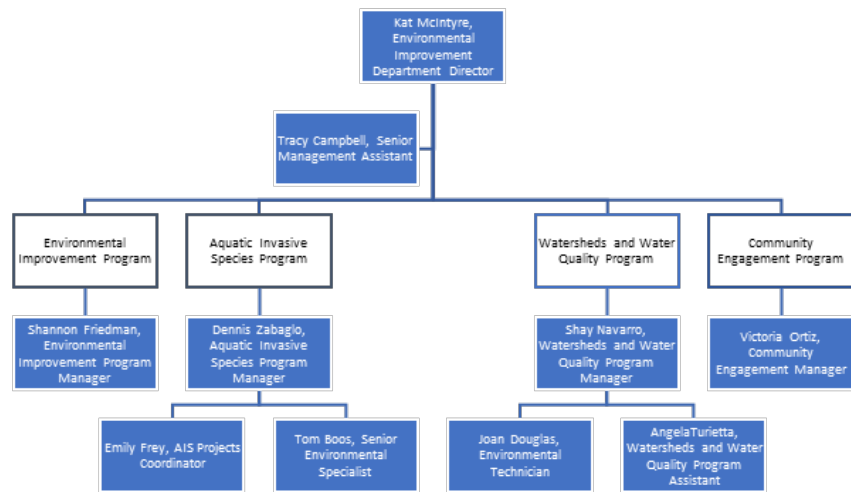 Kat McIntyre,
Environmental
Improvement
Department Director
Tracy Campbell, Senior
Management Assistant
Environmental
Improvement Program
Aquatic Invasive
Species Program
Watersheds and Water
Quality Program
Community
Engagement Program
Shannon Friedman,
Environmental
Improvement Program
Manager
Dennis Zabaglo,
Aquatic Invasive
Species Program
Manager
Shay Navarro,
Watersheds and Water
Quality Program
Manager
Victoria Ortiz,
Community
Engagement Manager
Emily Frey, AIS Projects
Coordinator
Tom Boos, Senior
Environmental
Specialist
Joan Douglas,
Environmental
Technician
AngelaTurietta,
Watersheds and Water
Quality Program
Assistant